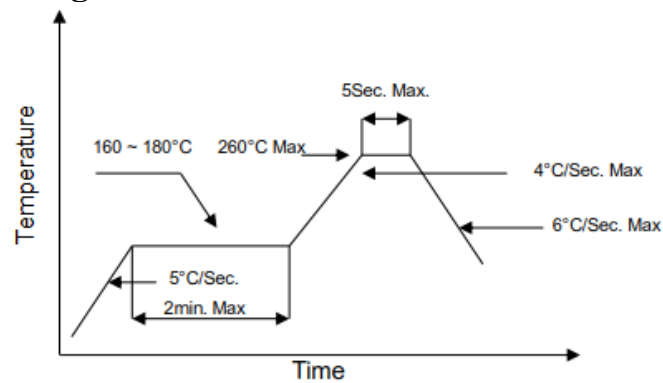 5Sec. Max.
160 ~ 180°C
260°C Max
4°C/Sec. Max
6°C/Sec. Max
5°C/Sec.
2min. Max
Temperature
Time